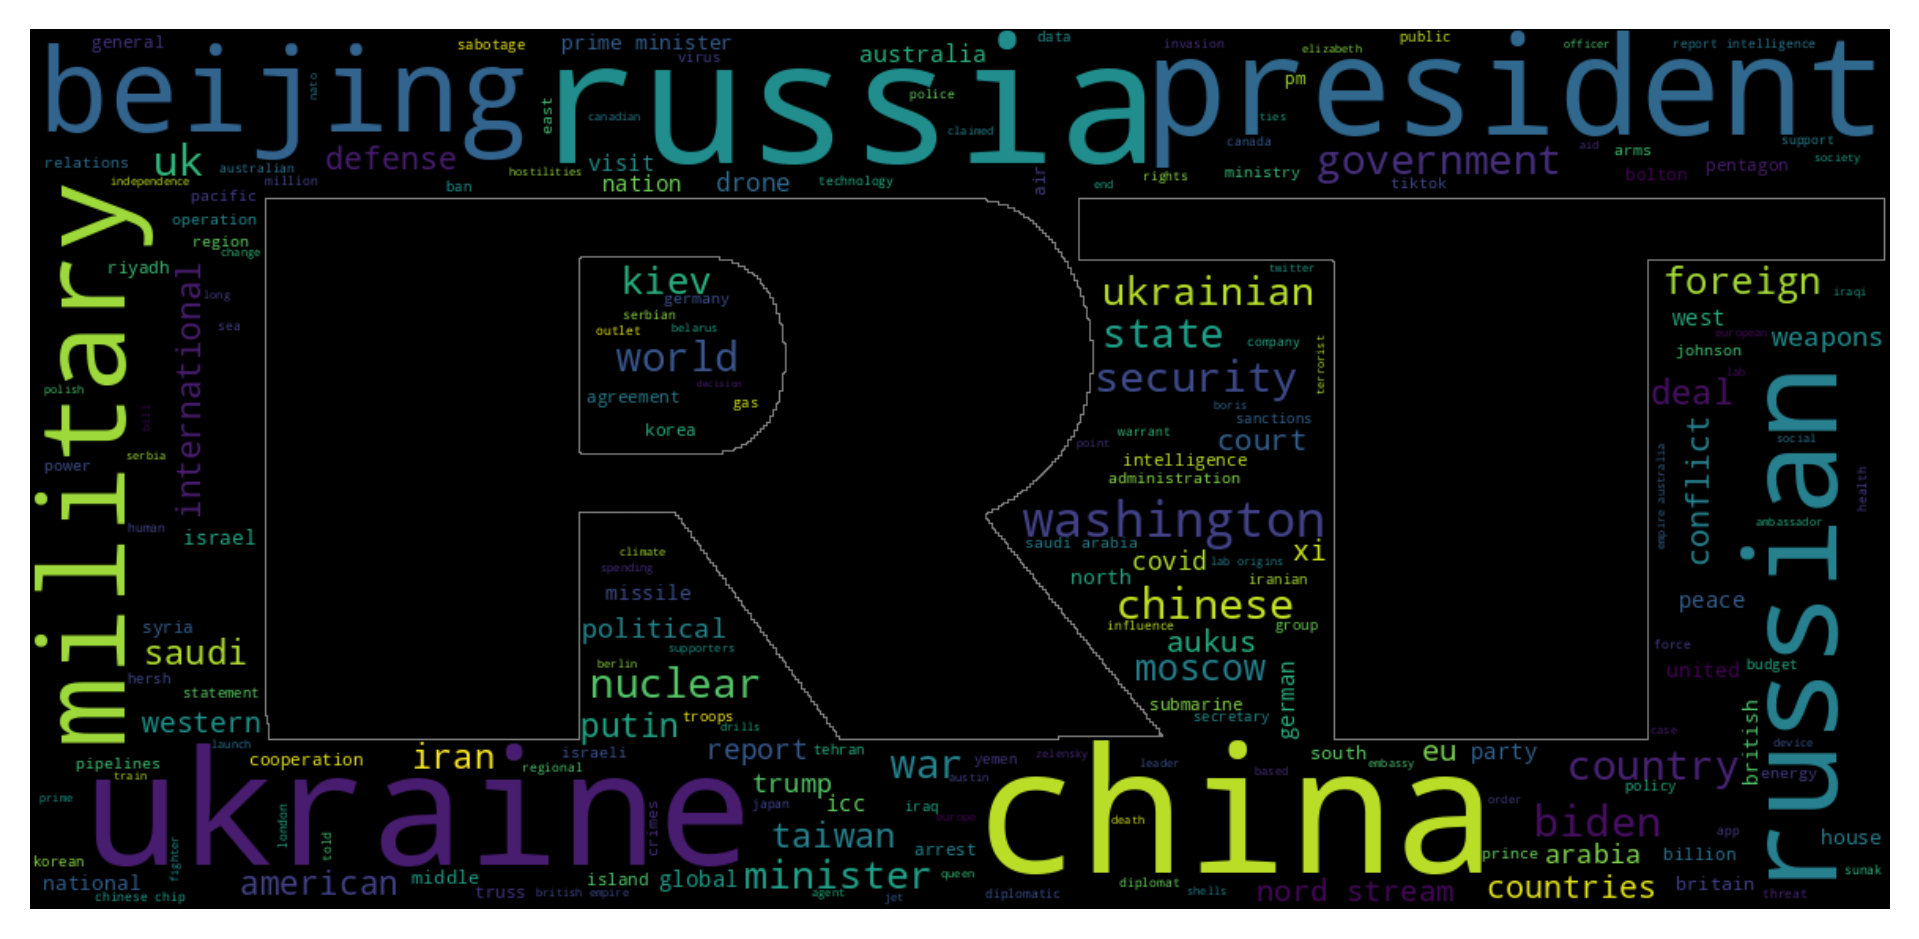 general
sabotage
prime minister
virus
australia
data
invasion
elizabeth
public
officer
report intelligence
beijing
nato
east
russia
canadian
police
claimed
president
pm
ties
canada
aid
support
relations
uk
australian
defense
hostilities
visit
government
arms
society
independence
million
ban
nation
drone
technology
air
end
rights
ministry
tiktok
bolton
pentagon
pacific
operation
region
change
riyadh
international
long
sea
military
polish
bill
serbia
power
human
israel
kiev
germany
serbian
outlet
belarus
world
decision
agreement
gas
korea
twitter
ukrainian
state
company
terrorist
security
boris
sanctions
warrant
court
point
intelligence
administration
washington
saudi arabia
covid
lab origins
xi
north
iranian
chinese
influence
group
aukus
moscow
german
submarine
secretary
foreign
iraqi
west
european
weapons
johnson
lab
deal
conflict
social
empire australia
health
ambassador
russian
peace
force
united
budget
british
case
device
energy
climate
spending
missile
political
supporters
berlin
nuclear
putin
troops
drills
syria
saudi
hersh
statement
western
launch
pipelines
train
cooperation
iran
israeli
regional
report
tehran
war
yemen
zelensky
austin
leader
based
south
embassy
eu
party
country
policy
prime
ukraine
london
told
crimes
trump
japan
icc
iraq
europe
china
death
order
biden
app
house
taiwan
arrest
korean
fighter
national
chinese chip
american
middle
truss
british empire
island
global
minister
agent
jet
queen
diplomatic
diplomat
shells
nord stream
prince
arabia
billion
countries
britain
threat
sunak